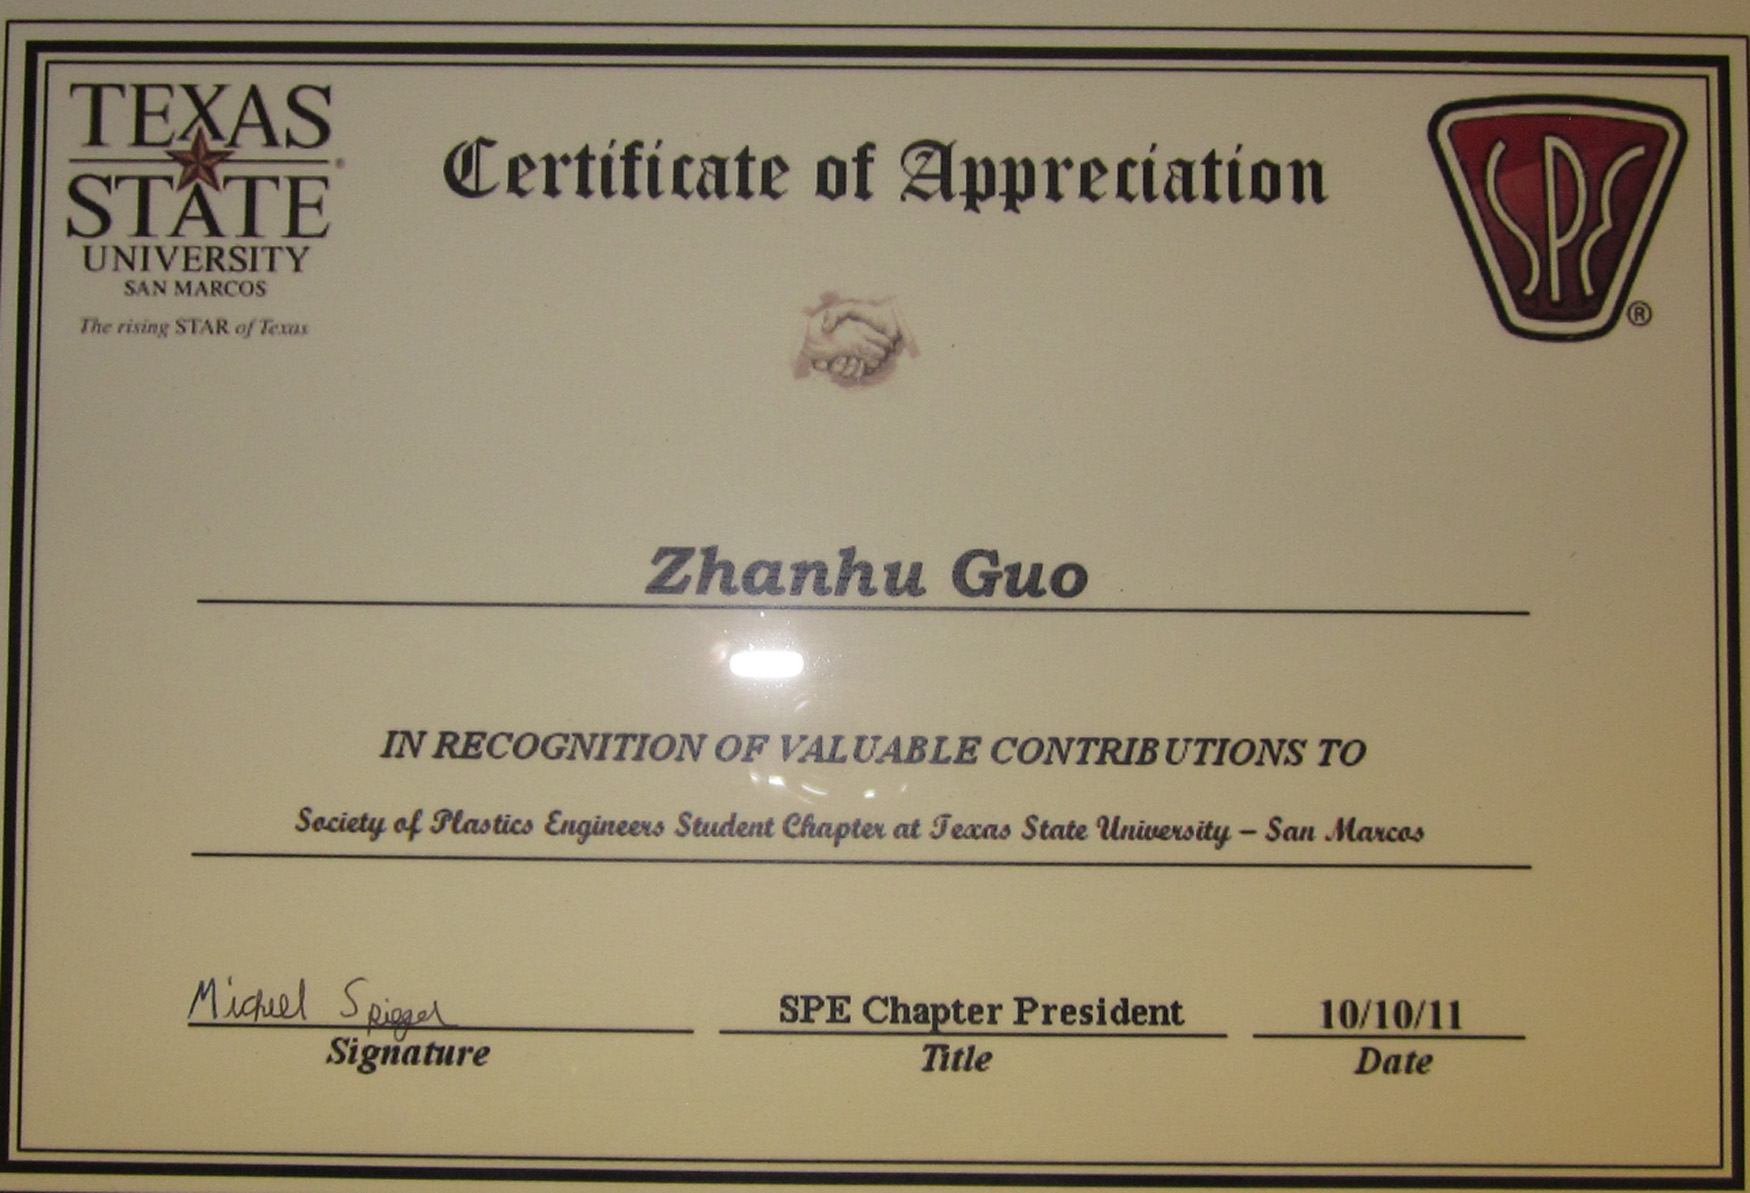 TEXAS
STATE
®
UNIVERSITY
SAN MARCOS
The rising STAR of Texas
Certificate of Appreciation
SPE
®
Zhanhu Guo
IN RECOGNITION OF VALUABLE CONTRIBUTIONS TO
Society of Plastics Engineers Student Chapter at Texas State University – San Marcos
SPE Chapter President
10/10/11
Signature
Title
Date